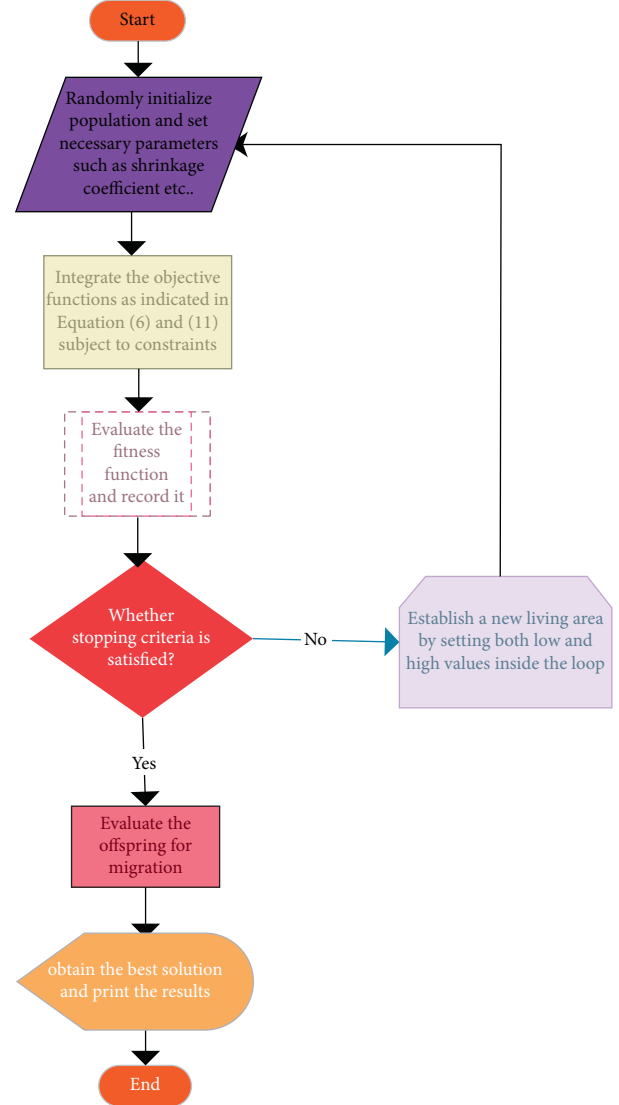 Start
Randomly initialize
population and set
necessary parameters
such as shrinkage
coefficient etc..
Integrate the objective
functions as indicated in
Equation (6) and (11)
subject to constraints
Evaluate the
fitness
function
and record it
Whether
stopping criteria is
satisfied?
No
Establish a new living area
by setting both low and
high values inside the loop
Yes
Evaluate the
offspring for
migration
obtain the best solution
and print the results
End